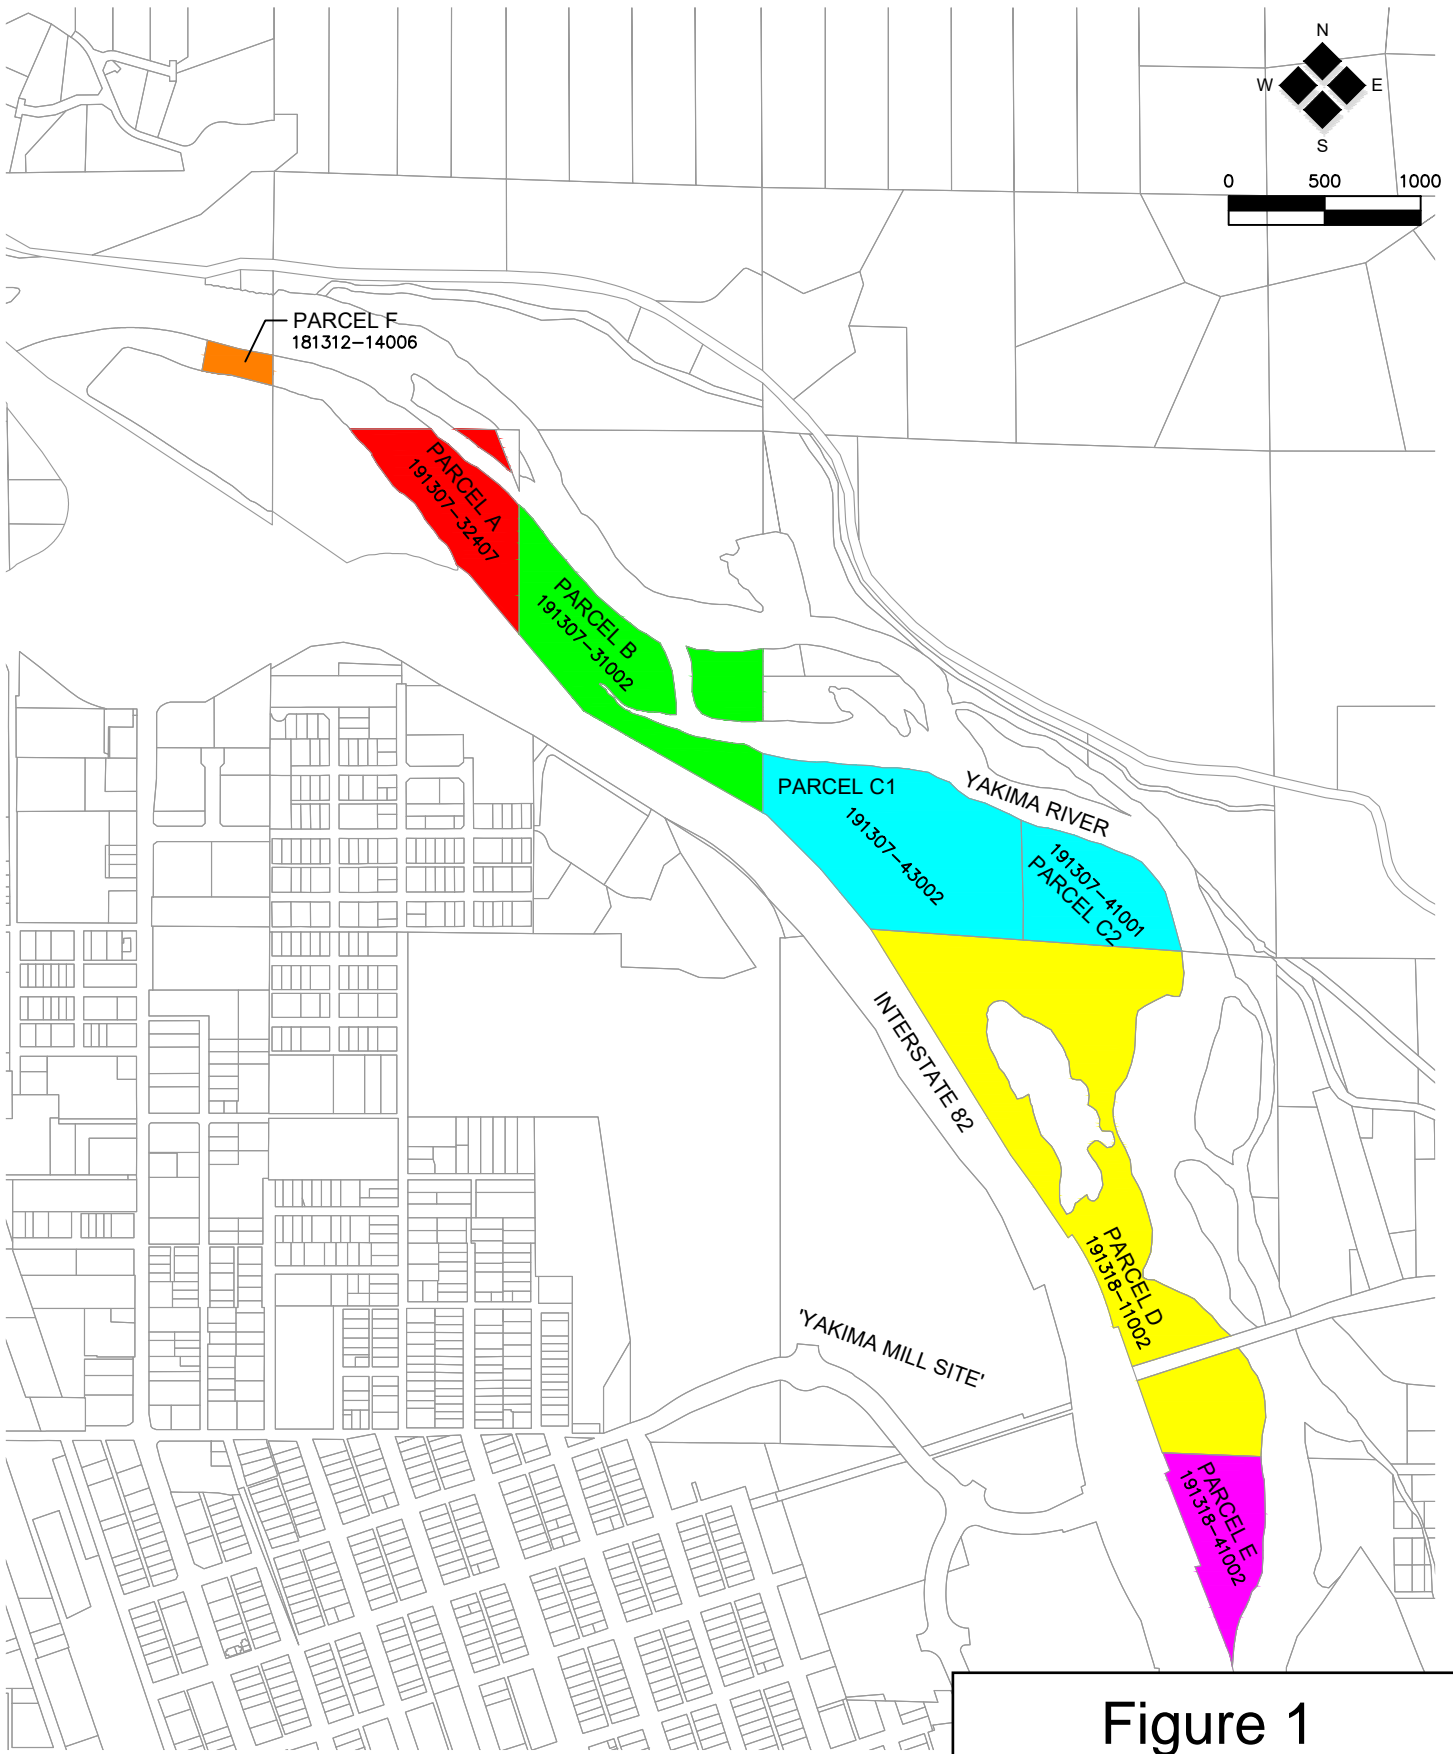 N
W
E
S
0 500 1000
PARCEL F
181312-14006
PARCEL A
191307-32407
PARCEL B
191307-31002
PARCEL C1
191307-43002
YAKIMA RIVER
191307-41001
PARCEL C2
INTERSTATE 82
PARCEL D
191318-11002
'YAKIMA MILL SITE'
PARCEL E
191318-41002
Figure 1